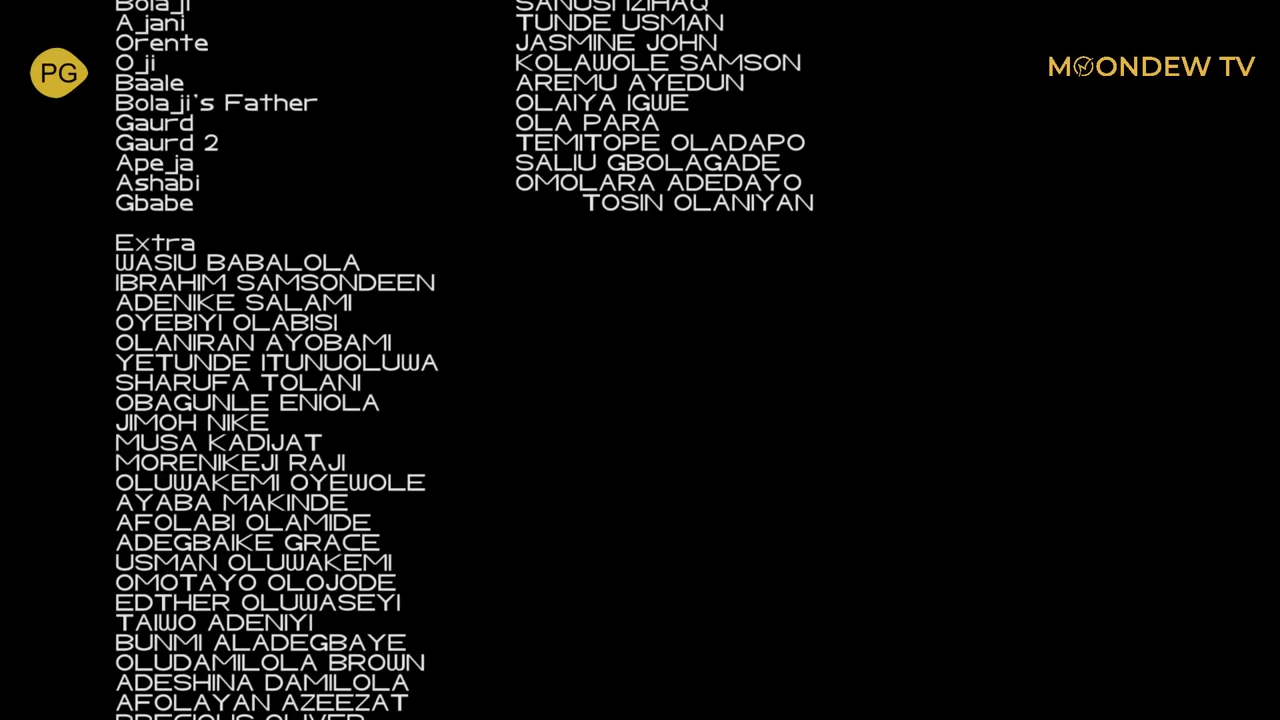 Bolaji SANUSI IZIHAQ
Ajani TUNDE USMAN
Orente JASMINE JOHN
Oji KOLAWOLE SAMSON
Baale AREMU AYEDUN
Bolaji's Father OLAIYA IGWE
Gaurd OLA PARA
Gaurd 2 TEMITOPE OLADAPO
Apeja SALIU GBOLAGADE
Ashabi OMOLARA ADEDAYO
Gbabe TOSIN OLANIYAN
PG
MOONDEW TV
Extra
WASIU BABALOLA
IBRAHIM SAMSONDEEN
ADENIKE SALAMI
OYEBIYI OLABISI
OLANIRAN AYOBAMI
YETUNDE ITUNUOLUWA
SHARUFA TOLANI
OBAGUNLE ENIOLA
JIMOH NIKE
MUSA KADIJAT
MORENIKEJI RAJI
OLUWAKEMI OYEWOLE
AYABA MAKINDE
AFOLABI OLAMIDE
ADEGBAIKE GRACE
USMAN OLUWAKEMI
OMOTAYO OLOJODE
EDTHER OLUWASEYI
TAIWO ADENIYI
BUNMI ALADEGBAYE
OLUDAMILOLA BROWN
ADESHINA DAMILOLA
AFOLAYAN AZEEZAT
PRECIOUS OLIVER